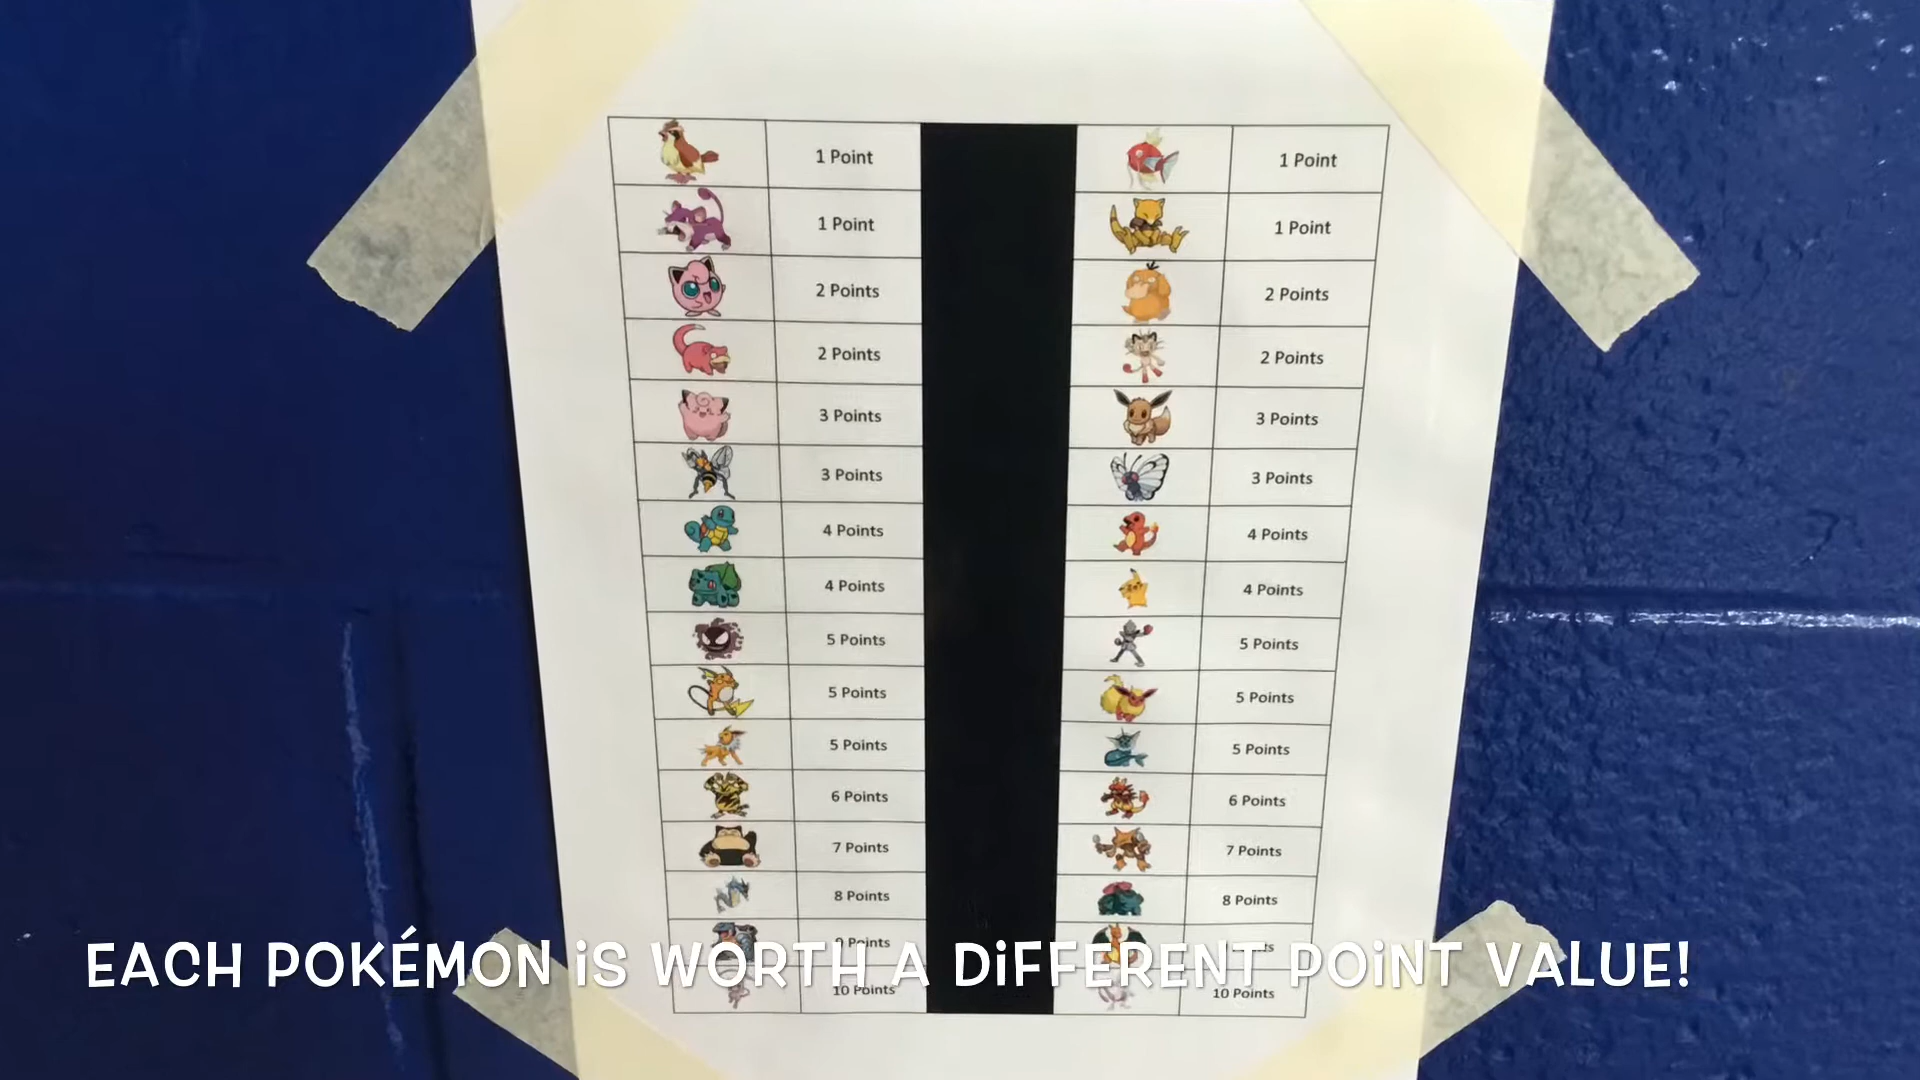 1 Point 1 Point
1 Point 1 Point
2 Points 2 Points
2 Points 2 Points
3 Points 3 Points
3 Points 3 Points
4 Points 4 Points
4 Points 4 Points
5 Points 5 Points
5 Points 5 Points
5 Points 5 Points
6 Points 6 Points
7 Points 7 Points
8 Points 8 Points
9 Points
EACH POKÉMON iS WORTH A DiFFERENT POiNT VALUE!
10 Points 10 Points